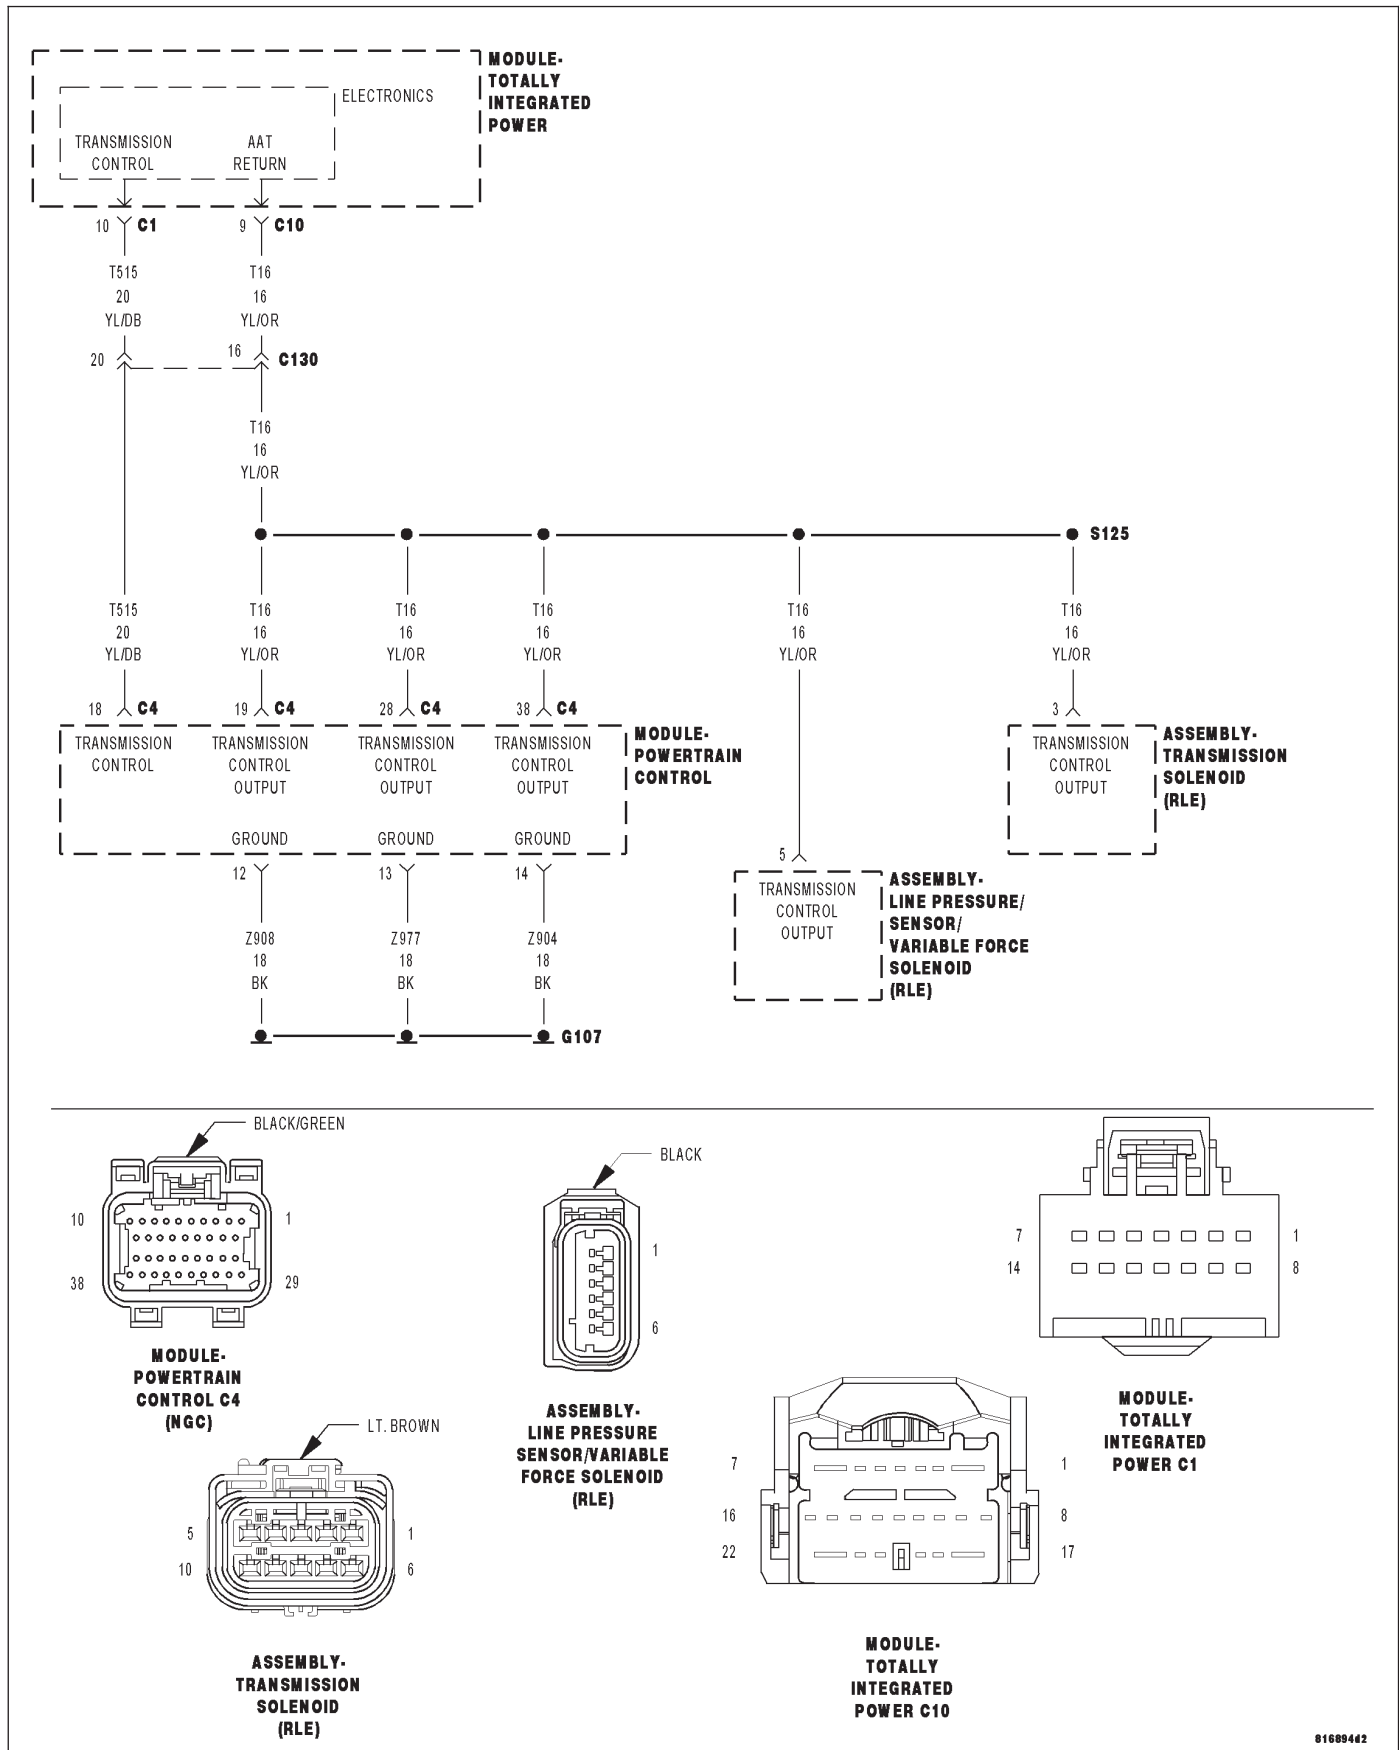 MODULE-
TOTALLY
INTEGRATED
POWER
ELECTRONICS
TRANSMISSION
CONTROL
AAT
RETURN
10 C1
9 C10
T515
20
YL/DB
T16
16
YL/OR
20
16
C130
T16
16
YL/OR
S125
T515
20
YL/DB
T16
16
YL/OR
T16
16
YL/OR
T16
16
YL/OR
T16
16
YL/OR
T16
16
YL/OR
18 C4
19 C4
28 C4
38 C4
3
TRANSMISSION
CONTROL
TRANSMISSION
CONTROL
OUTPUT
TRANSMISSION
CONTROL
OUTPUT
TRANSMISSION
CONTROL
OUTPUT
MODULE-
POWERTRAIN
CONTROL
TRANSMISSION
CONTROL
OUTPUT
ASSEMBLY-
TRANSMISSION
SOLENOID
(RLE)
GROUND
GROUND
GROUND
12
13
14
5
TRANSMISSION
CONTROL
OUTPUT
ASSEMBLY-
LINE PRESSURE/
SENSOR/
VARIABLE FORCE
SOLENOID
(RLE)
Z908
18
BK
Z977
18
BK
Z904
18
BK
G107
BLACK/GREEN
10
1
38
29
MODULE-
POWERTRAIN
CONTROL C4
(NGC)
BLACK
1
6
ASSEMBLY-
LINE PRESSURE
SENSOR/VARIABLE
FORCE SOLENOID
(RLE)
7
1
14
8
MODULE-
TOTALLY
INTEGRATED
POWER C1
LT. BROWN
5
1
10
6
ASSEMBLY-
TRANSMISSION
SOLENOID
(RLE)
7
1
16
8
22
17
MODULE-
TOTALLY
INTEGRATED
POWER C10
816894d2